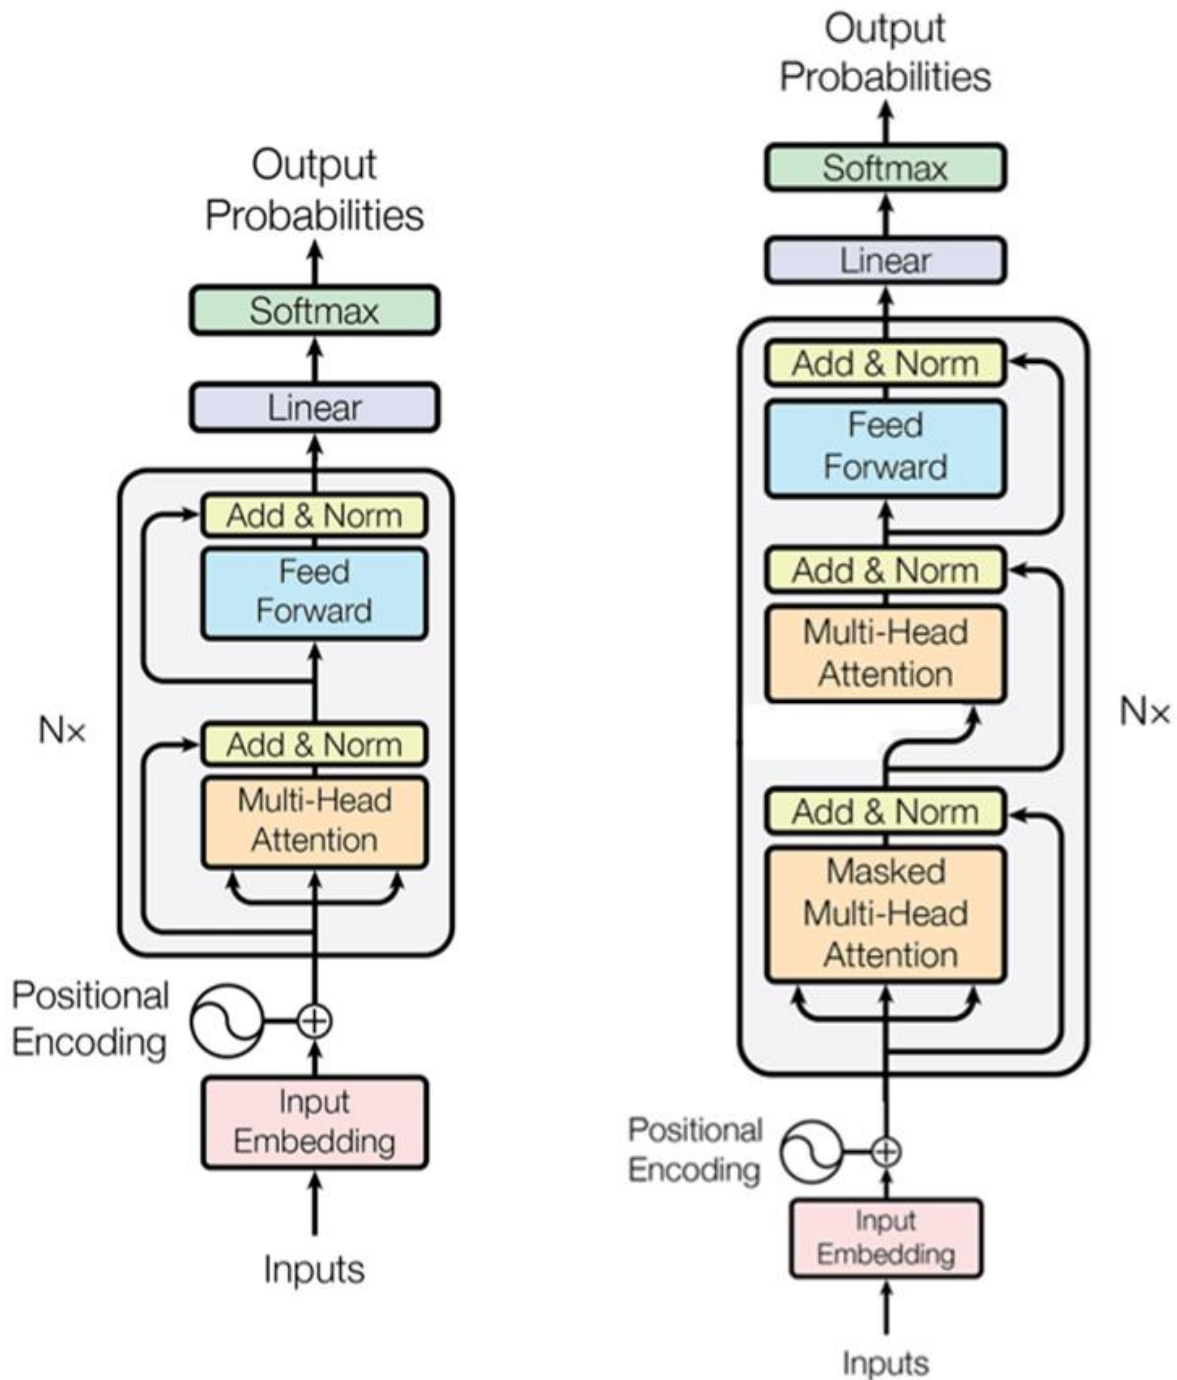 Output
Probabilities
Softmax
Linear
Add & Norm
Feed
Forward
Nx
Add & Norm
Multi-Head
Attention
Positional
Encoding
Input
Embedding
Inputs
Output
Probabilities
Softmax
Linear
Add & Norm
Feed
Forward
Add & Norm
Multi-Head
Attention
Nx
Add & Norm
Masked
Multi-Head
Attention
Positional
Encoding
Input
Embedding
Inputs